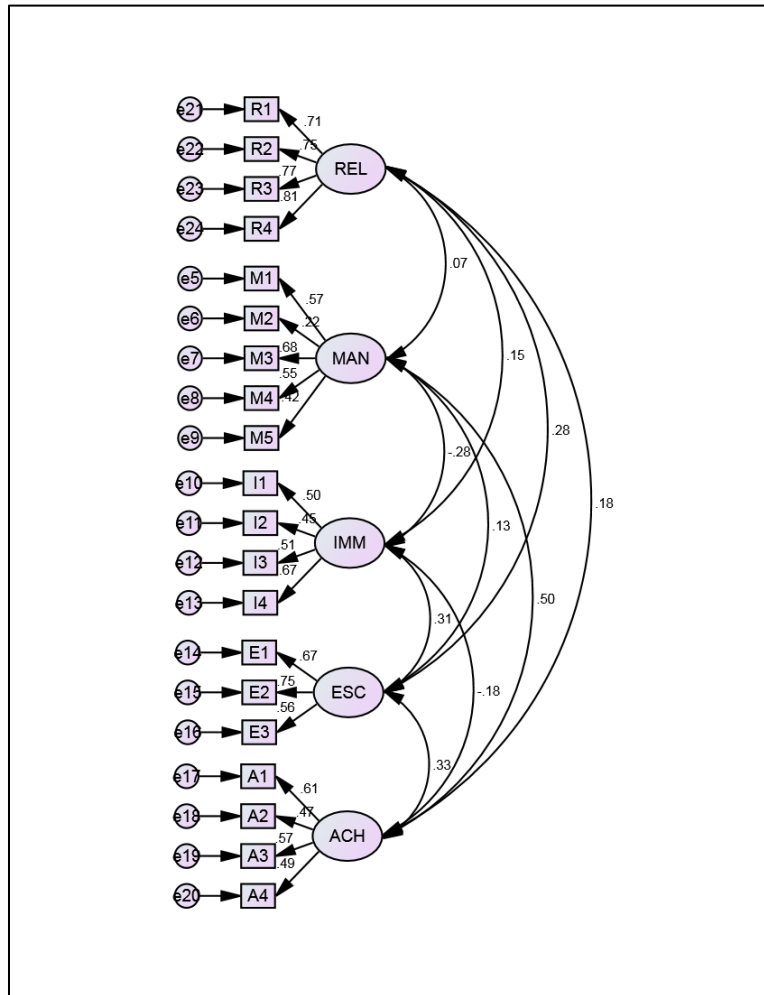 e21 R1 .71
e22 R2 .75
REL
e23 R3 .77
.81
e24 R4
.07
e5 M1 .57
e6 M2 .22
e7 M3 .68 MAN .15
e8 M4 .55
.42
e9 M5
.28
-.28
e10 I1 .50
.18
e11 I2 .45
.13
e12 I3 .51 IMM
.67
e13 I4
.50
.31
e14 E1 .67
e15 E2 .75 ESC -.18
e16 E3 .56
.33
e17 A1 .61
e18 A2 .47
ACH
e19 A3 .57
.49
e20 A4